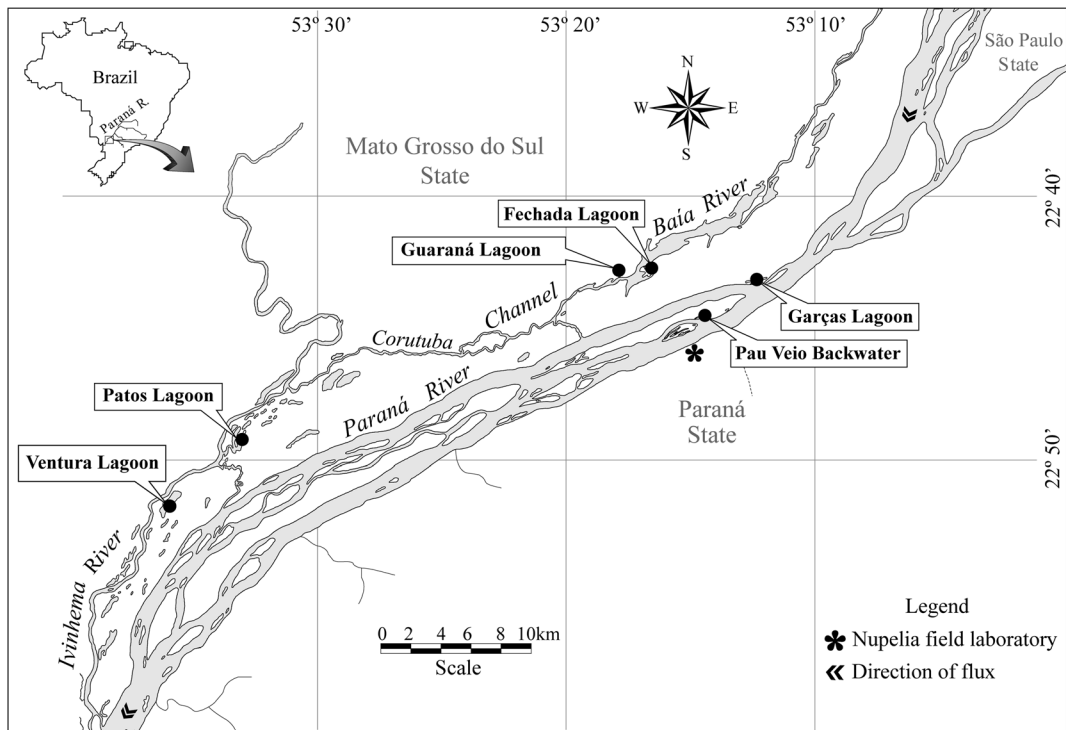 53º 30′
53º 20′
53º 10′
São Paulo
State
Brazil
Paraná R.
N
W
E
S
Mato Grosso do Sul
State
22º 40′
Fechada Lagoon
Baía River
Guaraná Lagoon
Channel
Corutuba
Garças Lagoon
Pau Veio Backwater
Paraná River
Patos Lagoon
Paraná
State
Ventura Lagoon
22º 50′
Ivinhema River
0 2 4 6 8 10km
Scale
Legend
Nupelia field laboratory
Direction of flux